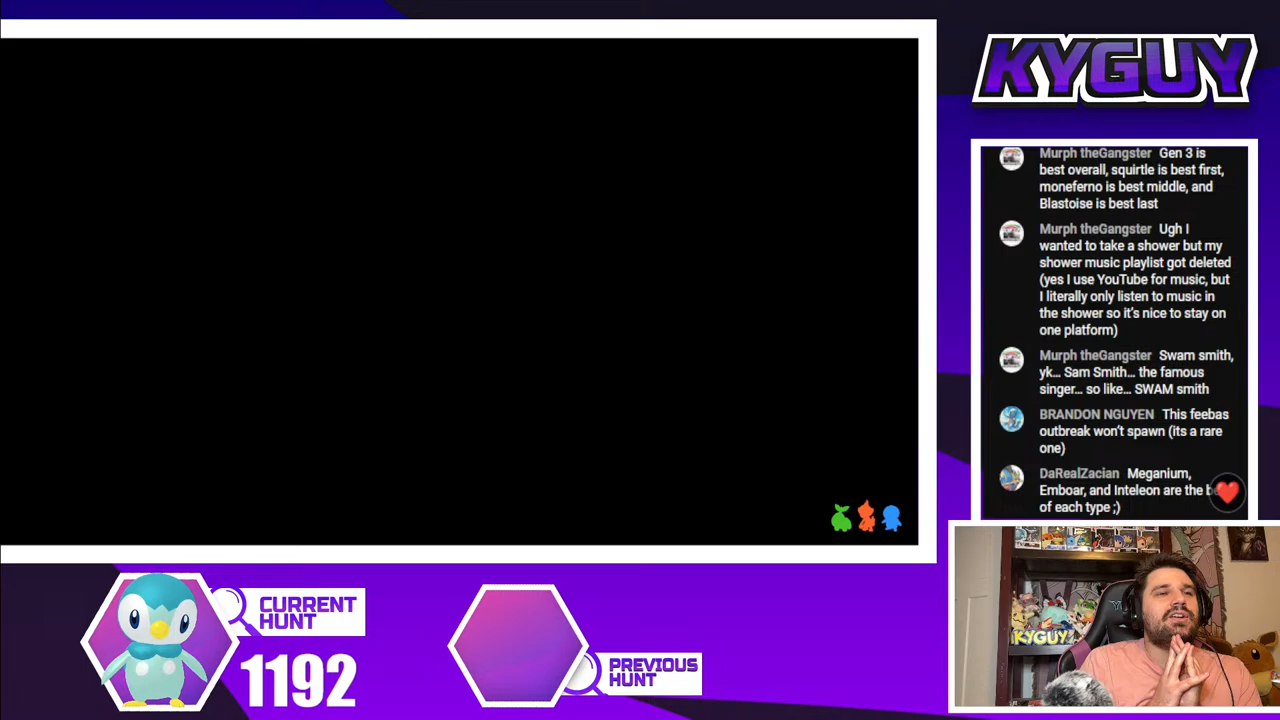 KYGUY
Murph theGangster Gen 3 is
best overall, squirtle is best first,
moneferno is best middle, and
Blastoise is best last
Murph theGangster Ugh I
wanted to take a shower but my
shower music playlist got deleted
(yes I use YouTube for music, but
I literally only listen to music in
the shower so it's nice to stay on
one platform)
Murph theGangster Swam smith,
yk... Sam Smith... the famous
singer... so like... SWAM smith
BRANDON NGUYEN This feebas
outbreak won't spawn (its a rare
one)
DaRealZacian Meganium,
Emboar, and Inteleon are the
of each type ;)
KYGUY
CURRENT
HUNT
1192
PREVIOUS
HUNT